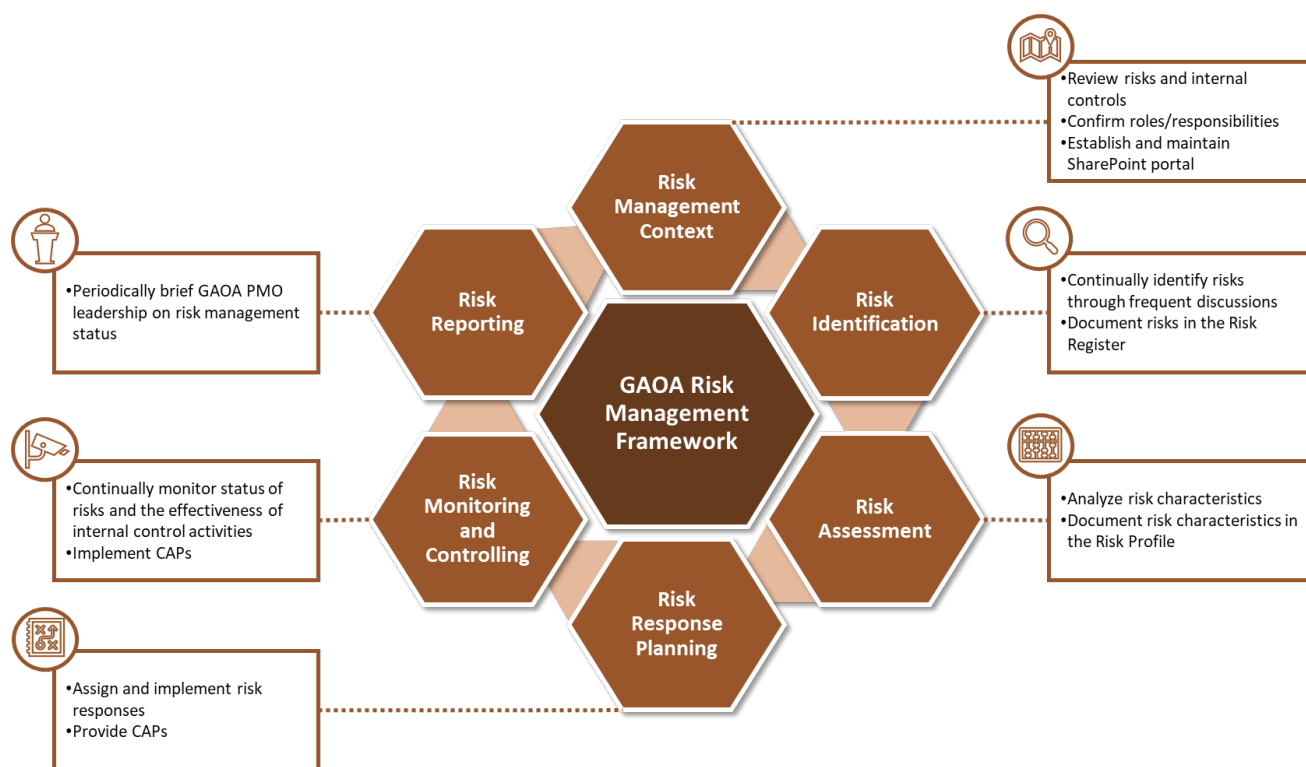 •Review risks and internal
controls
•Confirm roles/responsibilities
•Establish and maintain
SharePoint portal
Risk
Management
Context
•Periodically brief GAOA PMO
leadership on risk management
status
Risk
Reporting
Risk
Identification
•Continually identify risks
through frequent discussions
•Document risks in the Risk
Register
GAOA Risk
Management
Framework
•Continually monitor status of
risks and the effectiveness of
internal control activities
•Implement CAPs
Risk
Monitoring
and
Controlling
Risk
Assessment
•Analyze risk characteristics
•Document risk characteristics in
the Risk Profile
Risk
Response
Planning
•Assign and implement risk
responses
•Provide CAPs